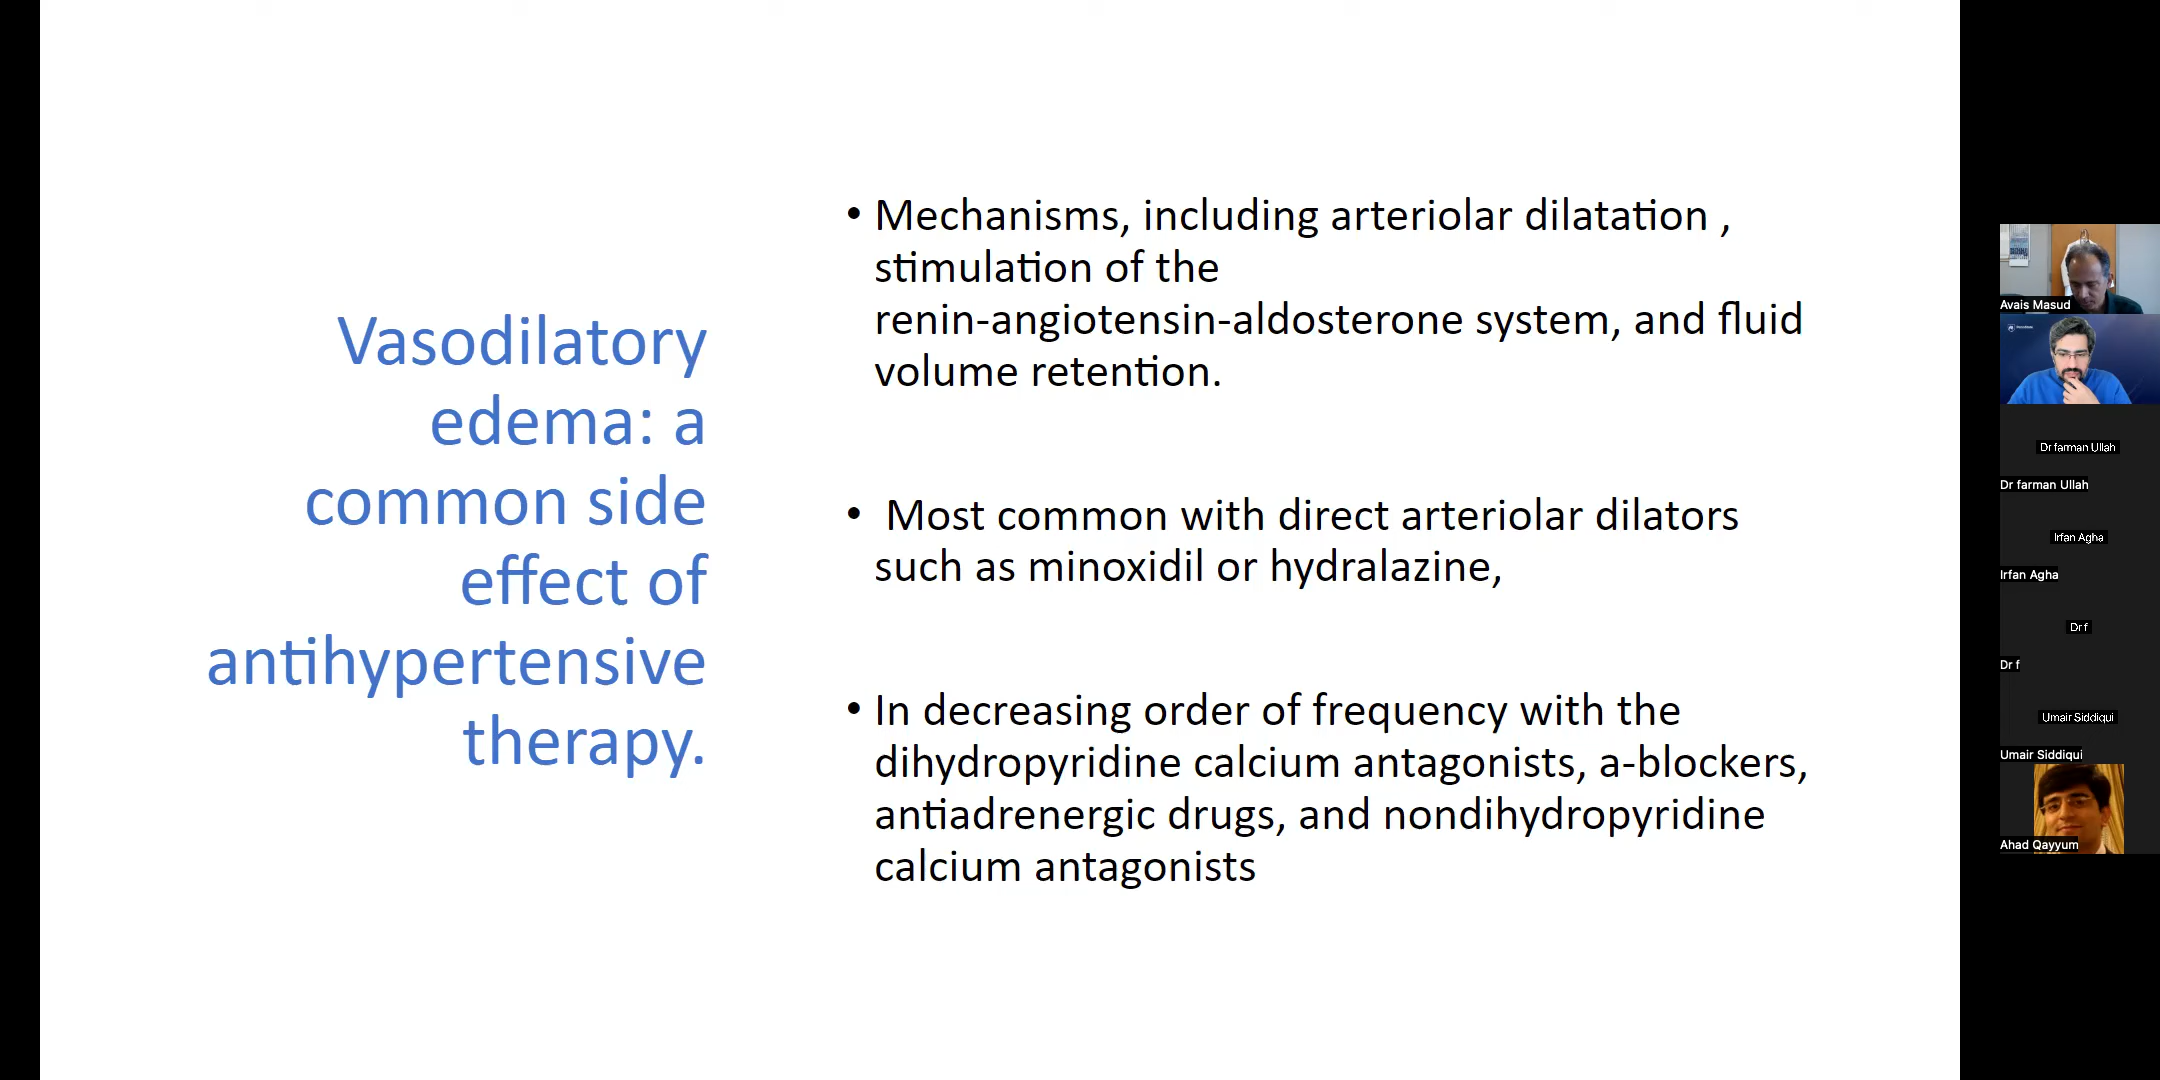 Vasodilatory
edema: a
common side
effect of
antihypertensive
therapy.
• Mechanisms, including arteriolar dilatation ,
stimulation of the
renin-angiotensin-aldosterone system, and fluid
volume retention.
• Most common with direct arteriolar dilators
such as minoxidil or hydralazine,
• In decreasing order of frequency with the
dihydropyridine calcium antagonists, a-blockers,
antiadrenergic drugs, and nondihydropyridine
calcium antagonists
Avais Masud
Dr farman Ullah
Dr farman Ullah
Irfan Agha
Irfan Agha
Dr f
Dr f
Umair Siddiqui
Umair Siddiqui
Ahad Qayyum